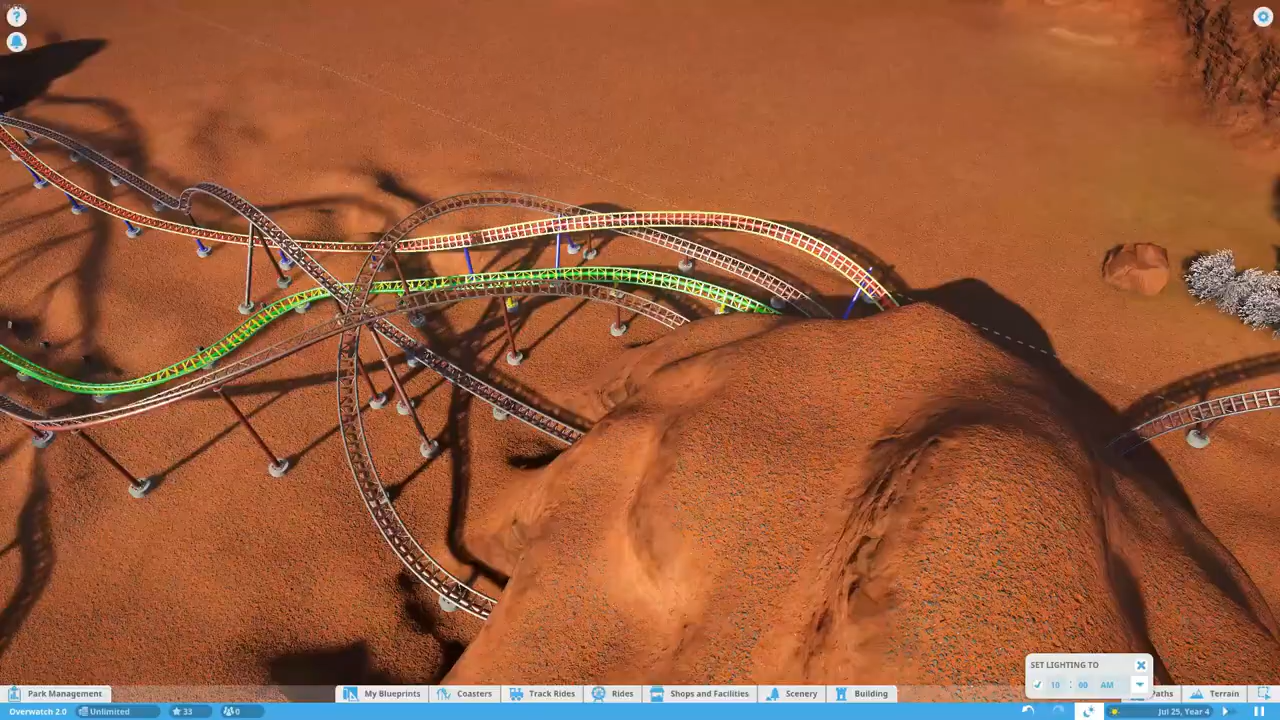 ?
SET LIGHTING TO
10 : 00 AM
Park Management
My Blueprints
Coasters
Track Rides
Rides
Shops and Facilities
Scenery
Building
Paths
Terrain
Overwatch 2.0
Unlimited
33
0
Jul 25, Year 4